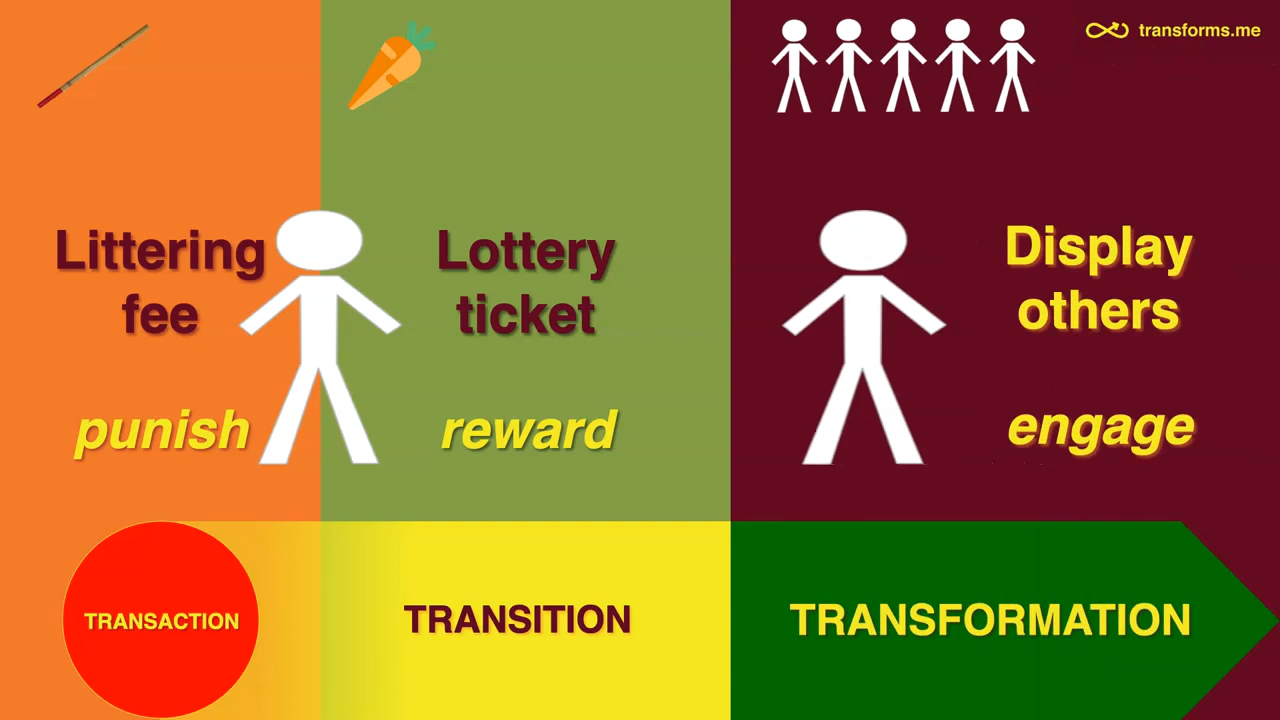 transforms.me
Littering
fee
punish
Lottery
ticket
reward
Display
others
engage
TRANSACTION
TRANSITION
TRANSFORMATION